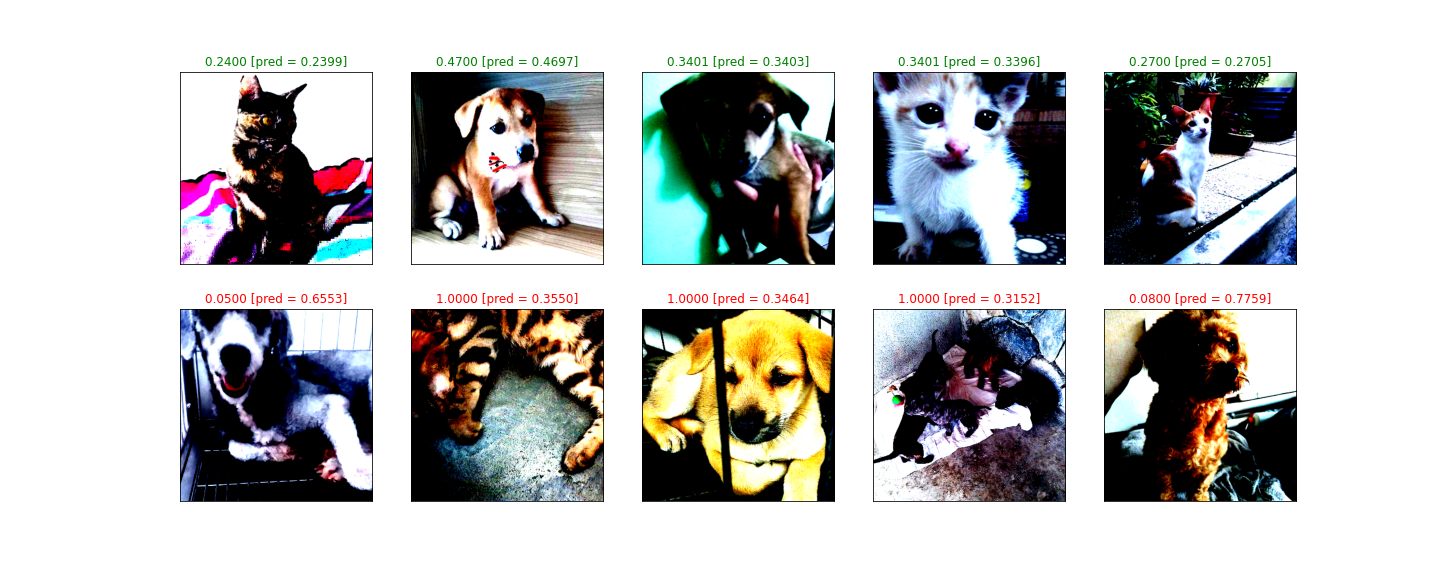 0.2400 [pred = 0.2399]
0.4700 [pred = 0.4697]
0.3401 [pred = 0.3403]
0.3401 [pred = 0.3396]
0.2700 [pred = 0.2705]
0.0500 [pred = 0.6553]
1.0000 [pred = 0.3550]
1.0000 [pred = 0.3464]
1.0000 [pred = 0.3152]
0.0800 [pred = 0.7759]